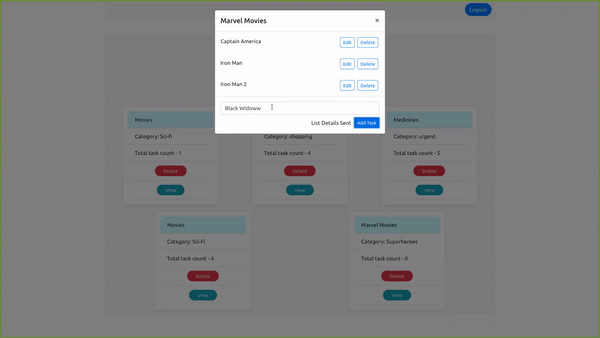 Logout
Marvel Movies ×
Captain America Edit Delete
Iron Man Edit Delete
Iron Man 2 Edit Delete
Black Widoww
List Details Sent Add Task
Movies Medicines
Category: Sci-Fi Category: shopping Category: urgent
Total task count - 1 Total task count - 4 Total task count - 5
Delete Delete Delete
View View View
Movies Marvel Movies
Category: Sci-Fi Category: Superheroes
Total task count - 4 Total task count - 0
Delete Delete
View View